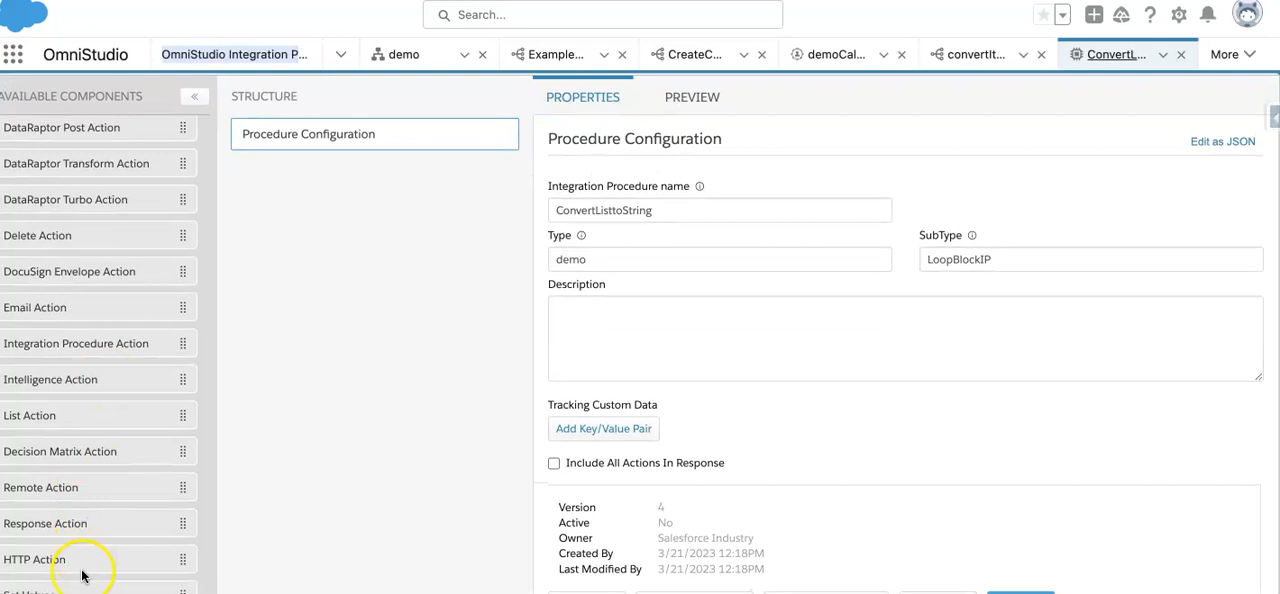 Search...
OmniStudio
OmniStudio Integration P...
demo
Example...
CreateC...
demoCal...
convertIt...
ConvertL...
More
AVAILABLE COMPONENTS
DataRaptor Post Action
DataRaptor Transform Action
DataRaptor Turbo Action
Delete Action
DocuSign Envelope Action
Email Action
Integration Procedure Action
Intelligence Action
List Action
Decision Matrix Action
Remote Action
Response Action
HTTP Action
STRUCTURE
Procedure Configuration
PROPERTIES
PREVIEW
Procedure Configuration
Edit as JSON
Integration Procedure name
ConvertListtoString
Type
demo
SubType
LoopBlockIP
Description
Tracking Custom Data
Add Key/Value Pair
Include All Actions In Response
Version 4
Active No
Owner Salesforce Industry
Created By 3/21/2023 12:18PM
Last Modified By 3/21/2023 12:18PM